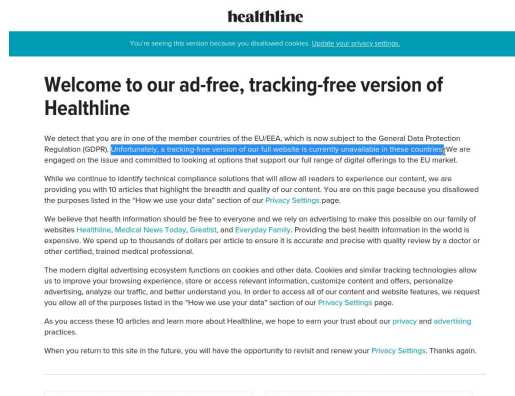 healthline
You're seeing this version because you disallowed cookies. Update your privacy settings.
Welcome to our ad-free, tracking-free version of
Healthline
We detect that you are in one of the member countries of the EU/EEA, which is now subject to the General Data Protection
Regulation (GDPR). Unfortunately, a tracking-free version of our full website is currently unavailable in these countries. We are
engaged on the issue and committed to looking at options that support our full range of digital offerings to the EU market.
While we continue to identify technical compliance solutions that will allow all readers to experience our content, we are
providing you with 10 articles that highlight the breadth and quality of our content. You are on this page because you disallowed
the purposes listed in the "How we use your data" section of our Privacy Settings page.
We believe that health information should be free to everyone and we rely on advertising to make this possible on our family of
websites Healthline, Medical News Today, Greatist, and Everyday Family. Providing the best health information in the world is
expensive. We spend up to thousands of dollars per article to ensure it is accurate and precise with quality review by a doctor or
other certified, trained medical professional.
The modern digital advertising ecosystem functions on cookies and other data. Cookies and similar tracking technologies allow
us to improve your browsing experience, store or access relevant information, customize content and offers, personalize
advertising, analyze our traffic, and better understand you. In order to access all of our content and website features, we request
you allow all of the purposes listed in the "How we use your data" section of our Privacy Settings page.
As you access these 10 articles and learn more about Healthline, we hope to earn your trust about our privacy and advertising
practices.
When you return to this site in the future, you will have the opportunity to revisit and renew your Privacy Settings. Thanks again.